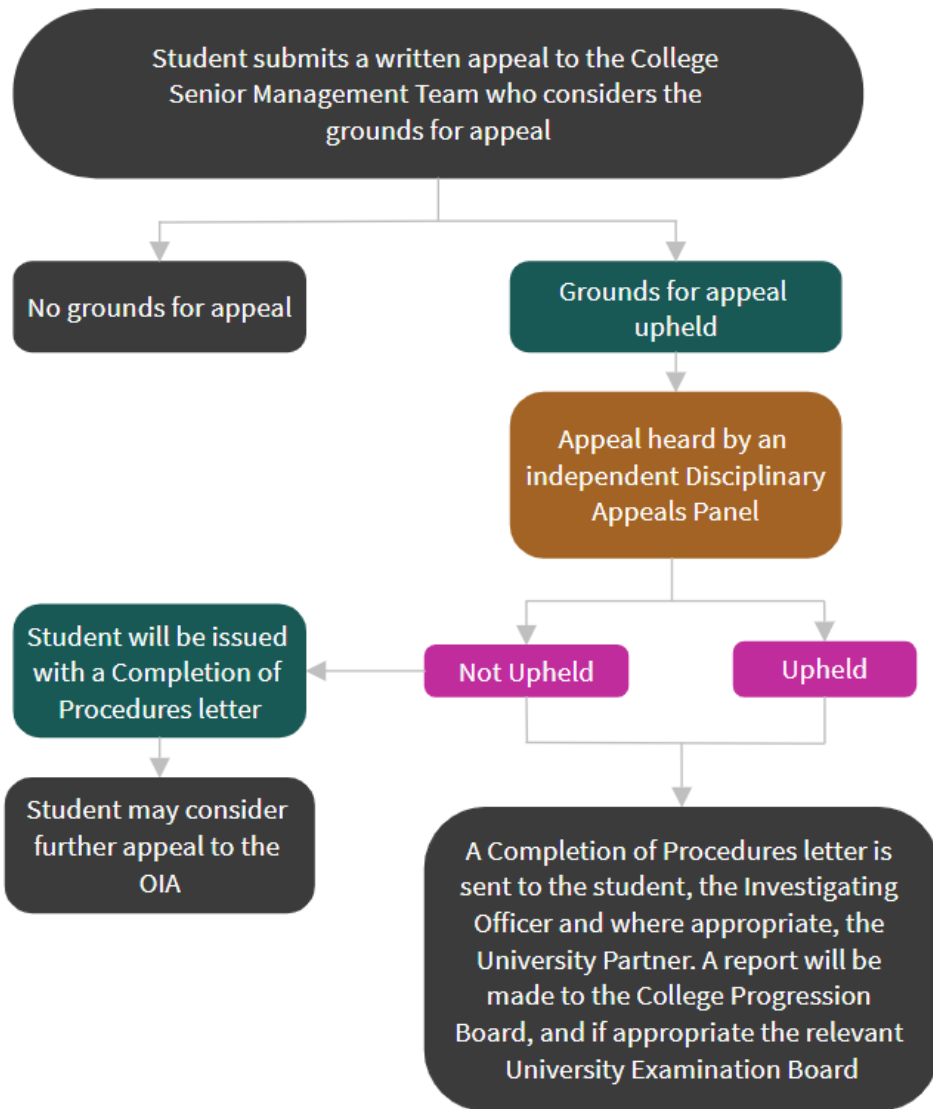 Student submits a written appeal to the College
Senior Management Team who considers the
grounds for appeal
No grounds for appeal
Grounds for appeal
upheld
Appeal heard by an
independent Disciplinary
Appeals Panel
Student will be issued
with a Completion of
Procedures letter
Not Upheld
Upheld
Student may consider
further appeal to the
OIA
A Completion of Procedures letter is
sent to the student, the Investigating
Officer and where appropriate, the
University Partner. A report will be
made to the College Progression
Board, and if appropriate the relevant
University Examination Board